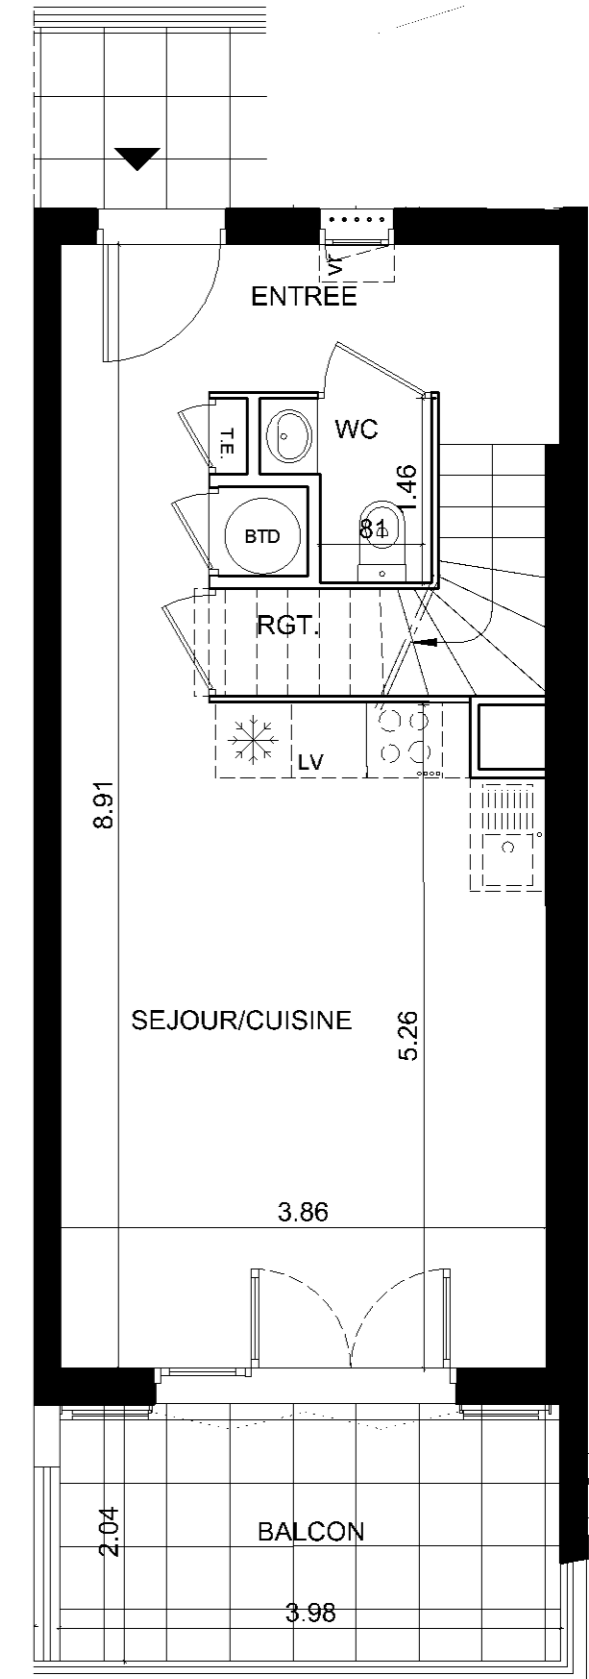 vr
ENTREE
WC
T.E.
1.46
81
BTD
RGT.
LV
8.91
SEJOUR/CUISINE
5.26
3.86
BALCON
2.04
3.98